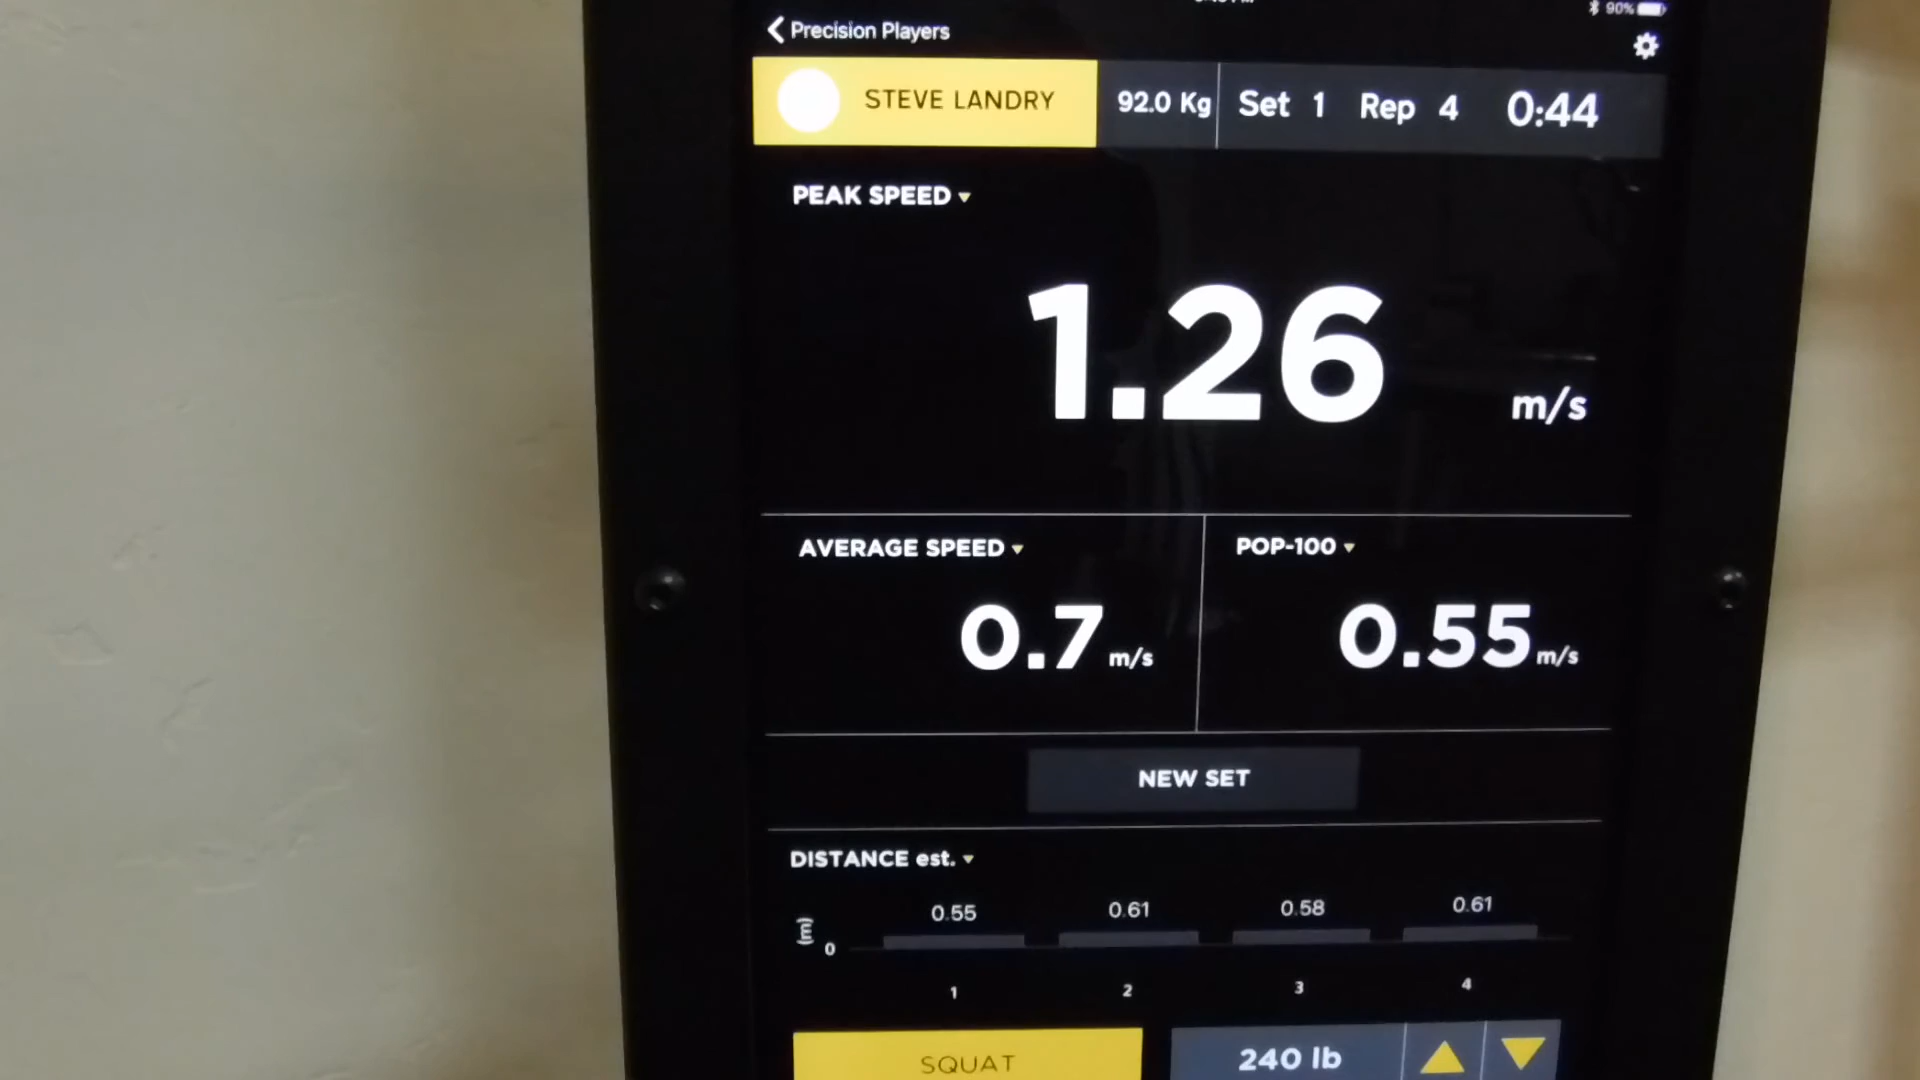 90%
Precision Players
STEVE LANDRY 92.0 Kg Set 1 Rep 4 0:44
PEAK SPEED
1.26 m/s
AVERAGE SPEED POP-100
0.7 m/s 0.55 m/s
NEW SET
DISTANCE est.
0.55 0.61 0.58 0.61
(m) 0
1 2 3 4
SQUAT 240 lb